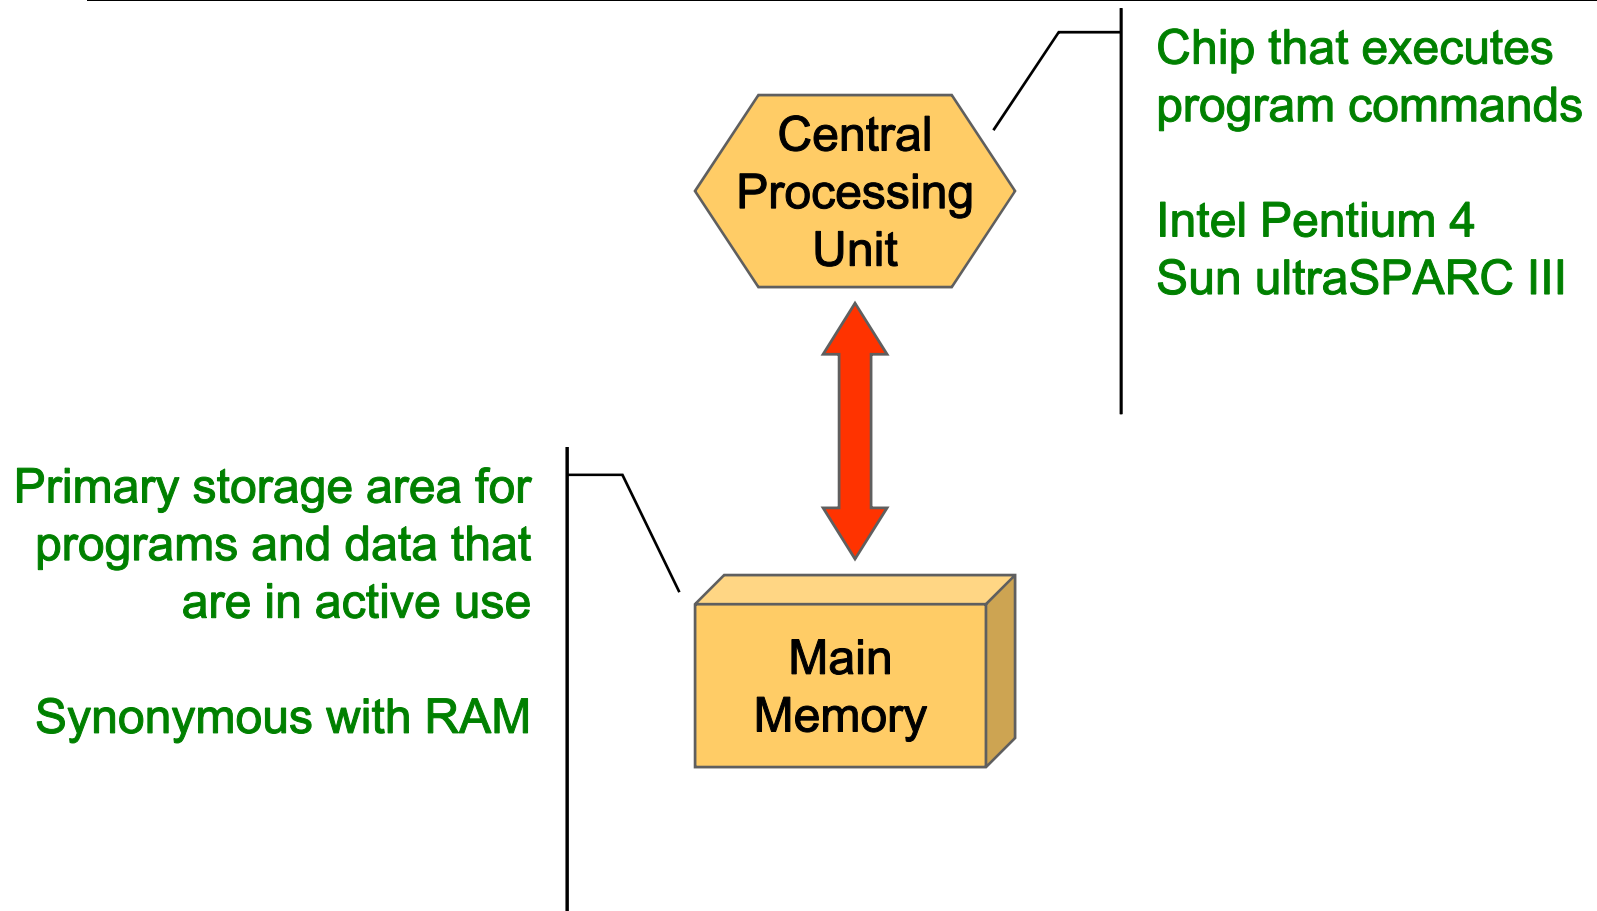 Chip that executes
program commands
Intel Pentium 4
Sun ultraSPARC III
Central
Processing
Unit
Primary storage area for
programs and data that
are in active use
Synonymous with RAM
Main
Memory